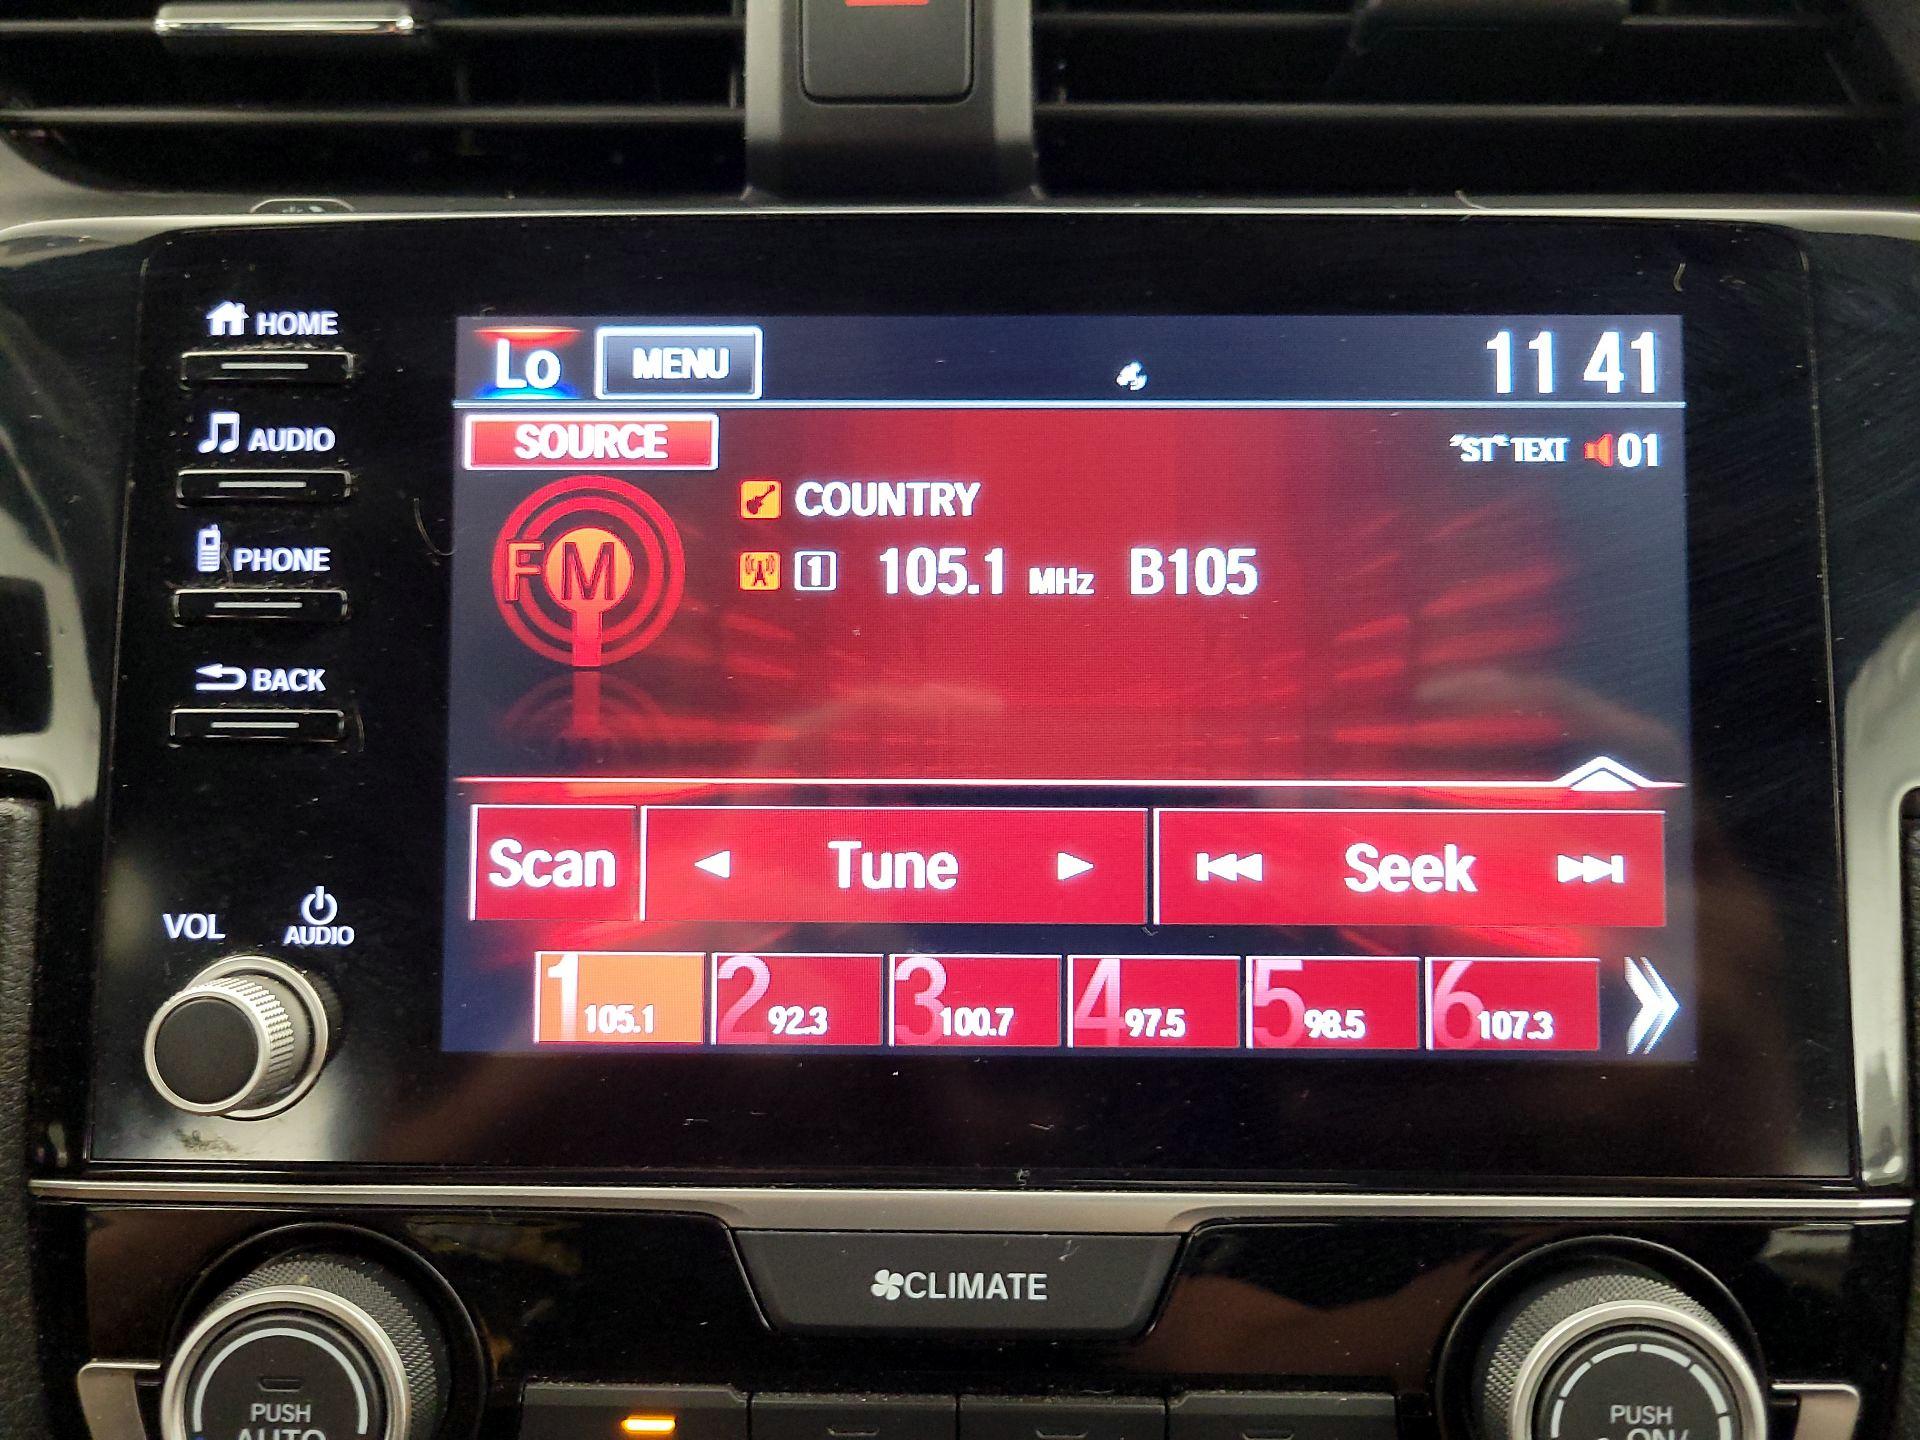 HOME
AUDIO
PHONE
BACK
VOL
AUDIO
Lo MENU 11 41
SOURCE "ST" TEXT 01
COUNTRY
FM 1 105.1 MHz B105
Scan Tune Seek
1 105.1 2 92.3 3 100.7 4 97.5 5 98.5 6 107.3
CLIMATE
PUSH
AUTO
PUSH
ON/